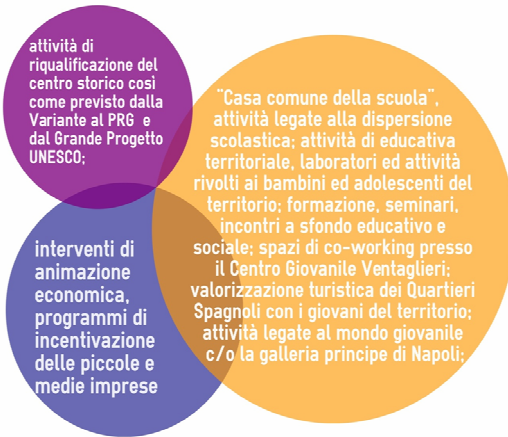 attività di
riqualificazione del
centro storico così
come previsto dalla
Variante al PRG e
dal Grande Progetto
UNESCO;
"Casa comune della scuola",
attività legate alla dispersione
scolastica; attività di educativa
territoriale, laboratori ed attività
rivolti ai bambini ed adolescenti del
territorio; formazione, seminari,
incontri a sfondo educativo e
sociale; spazi di co-working presso
il Centro Giovanile Ventaglieri;
valorizzazione turistica dei Quartieri
Spagnoli con i giovani del territorio;
attività legate al mondo giovanile
c/o la galleria principe di Napoli;
interventi di
animazione
economica,
programmi di
incentivazione
delle piccole e
medie imprese